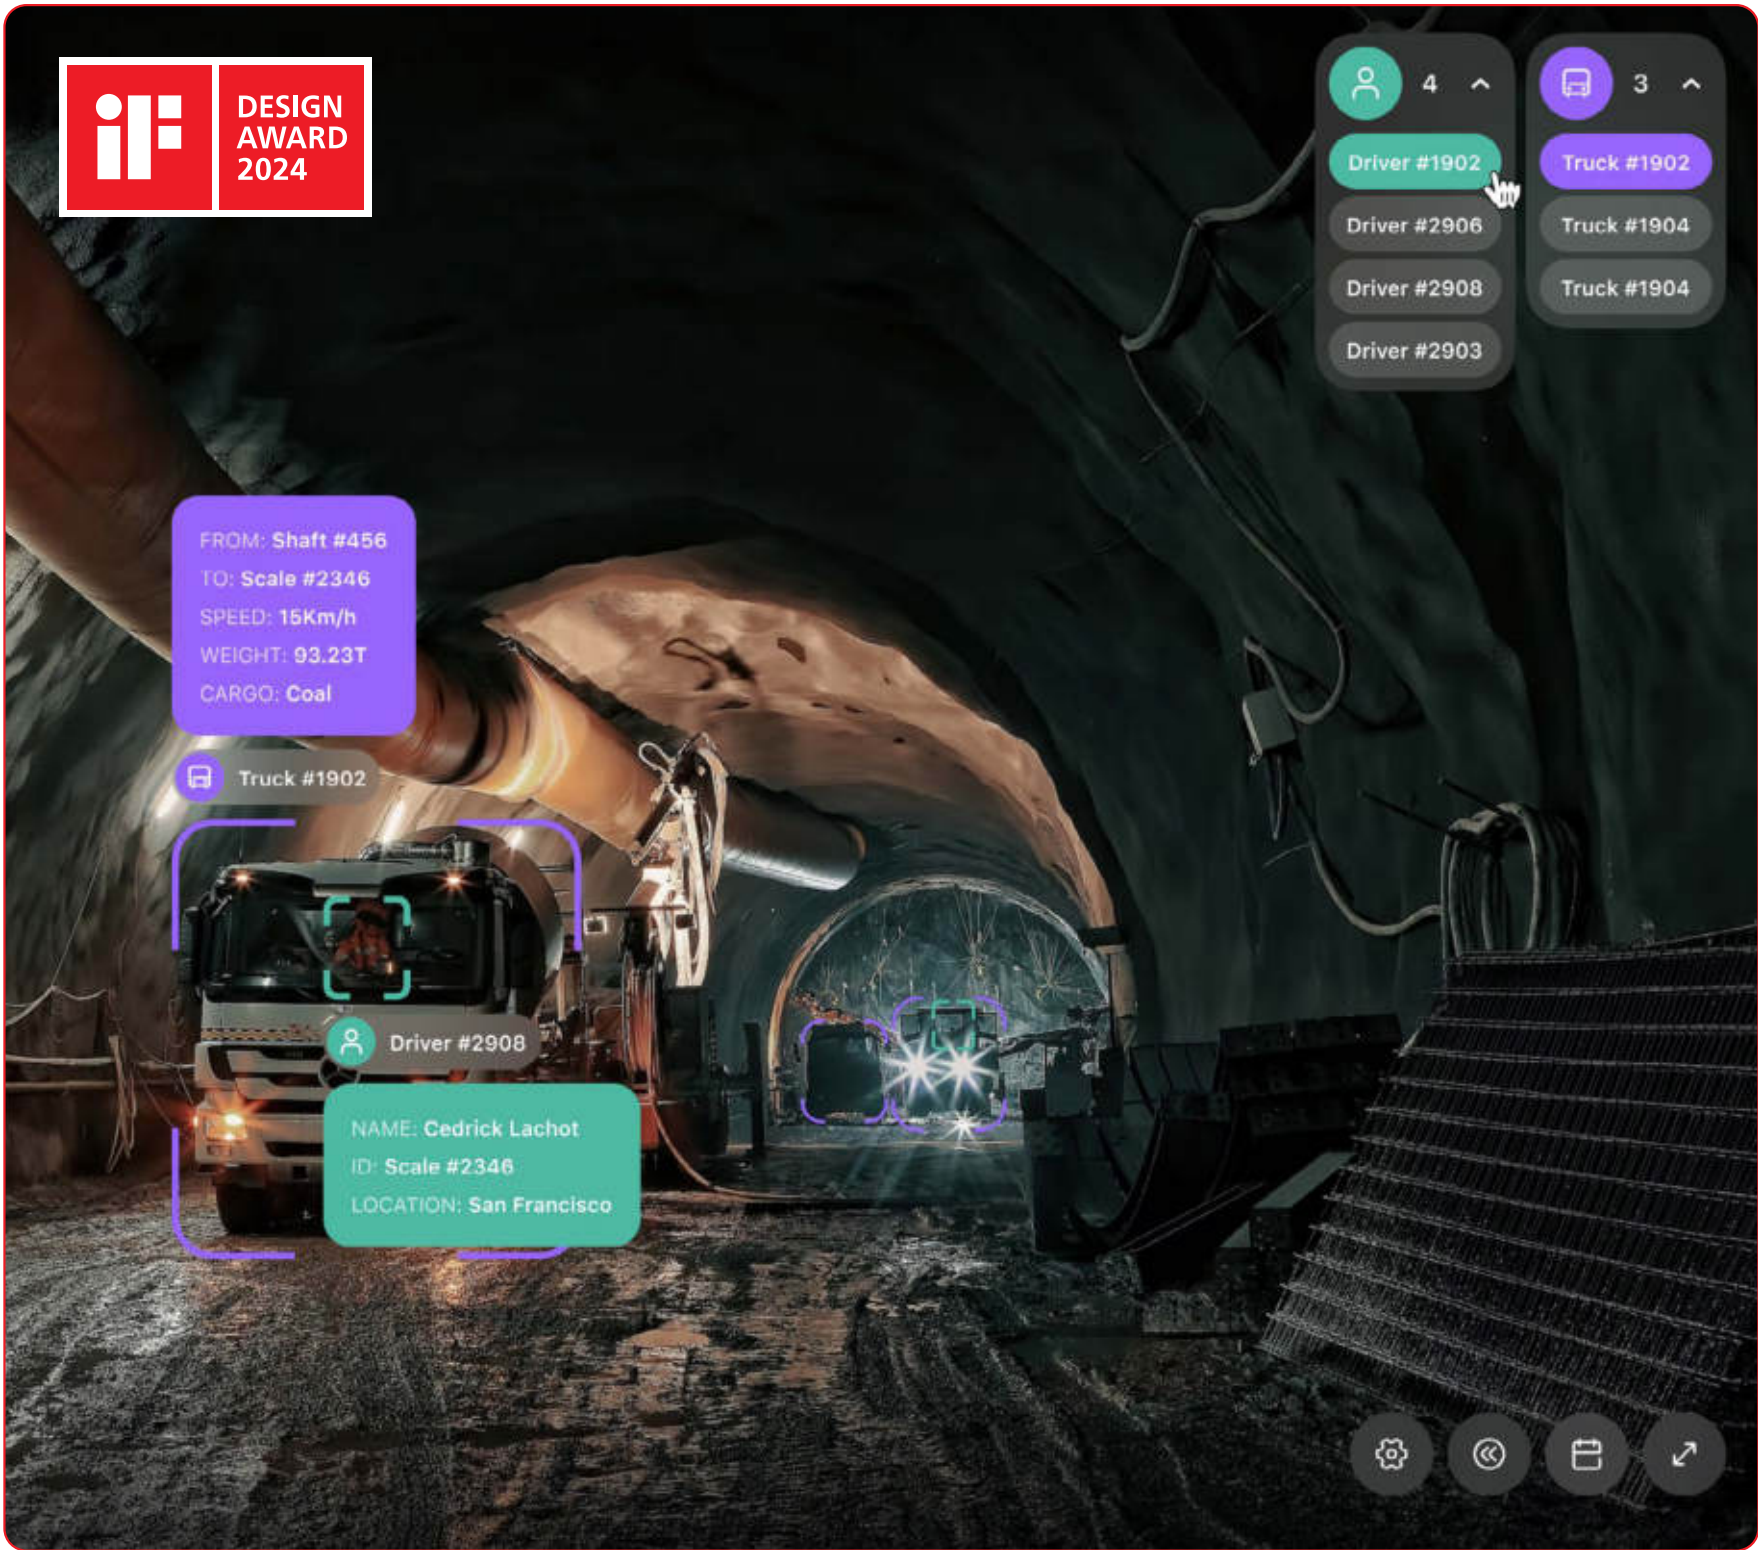 iF
DESIGN
AWARD
2024
4
Driver #1902
Driver #2906
Driver #2908
Driver #2903
3
Truck #1902
Truck #1904
Truck #1904
FROM: Shaft #456
TO: Scale #2346
SPEED: 15Km/h
WEIGHT: 93.23T
CARGO: Coal
Truck #1902
Driver #2908
NAME: Cedrick Lachot
ID: Scale #2346
LOCATION: San Francisco